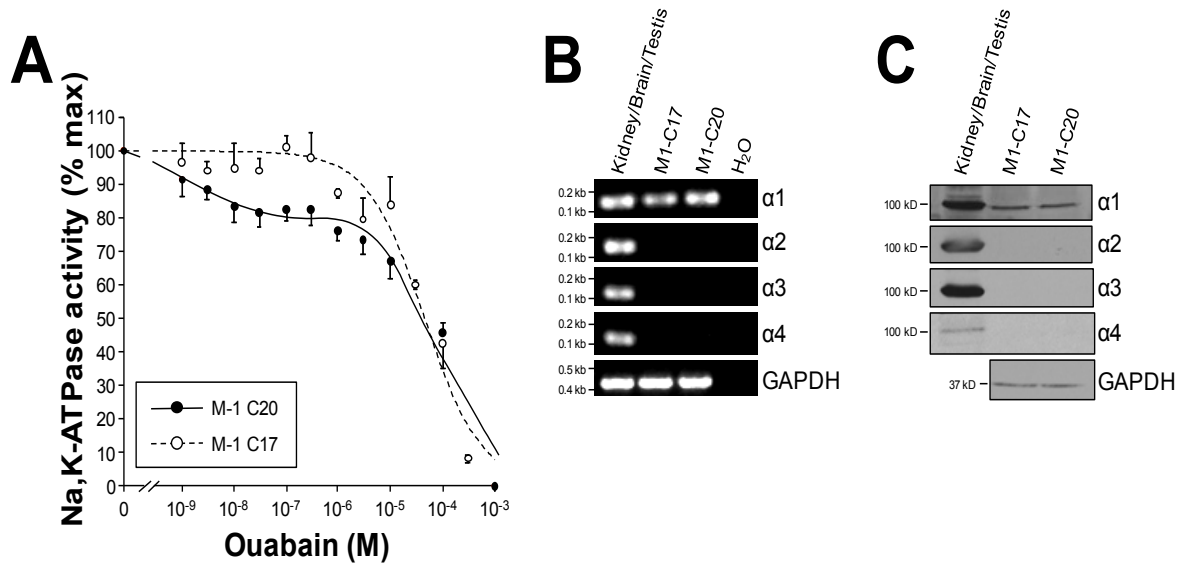 A
Na,K-ATPase activity (% max)
110
100
90
80
70
60
50
40
30
20
10
0
M-1 C20
M-1 C17
0
10-9
10-8
10-7
10-6
10-5
10-4
10-3
Ouabain (M)
B
Kidney/Brain/Testis
M1-C17
M1-C20
H2O
0.2 kb
0.1 kb
α1
0.2 kb
0.1 kb
α2
0.2 kb
0.1 kb
α3
0.2 kb
0.1 kb
α4
0.5 kb
0.4 kb
GAPDH
C
Kidney/Brain/Testis
M1-C17
M1-C20
100 kD
α1
100 kD
α2
100 kD
α3
100 kD
α4
37 kD
GAPDH